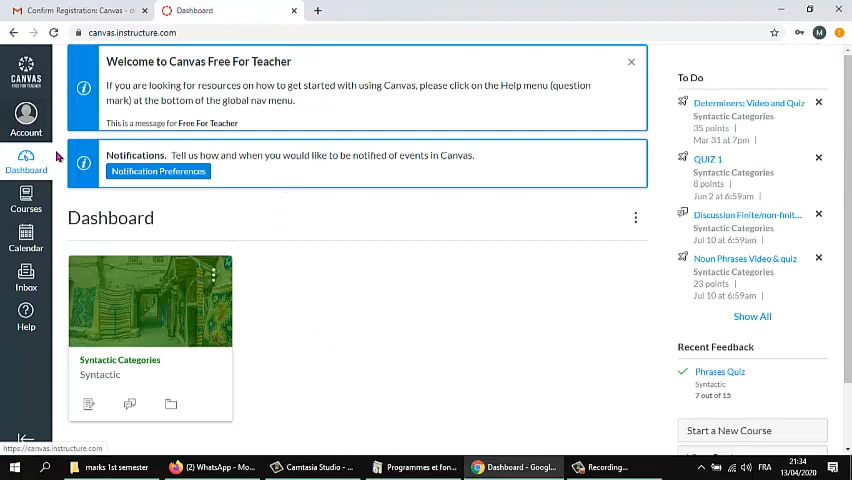 Confirm Registration: Canvas - d
Dashboard
canvas.instructure.com
M
CANVAS
FREE FOR TEACHER
Account
Dashboard
Courses
Calendar
Inbox
Help
Welcome to Canvas Free For Teacher
If you are looking for resources on how to get started with using Canvas, please click on the Help menu (question
mark) at the bottom of the global nav menu.
This is a message for Free For Teacher
Notifications. Tell us how and when you would like to be notified of events in Canvas.
Notification Preferences
Dashboard
Syntactic Categories
Syntactic
To Do
Determiners: Video and Quiz
Syntactic Categories
35 points |
Mar 31 at 7pm
QUIZ 1
Syntactic Categories
8 points |
Jun 2 at 6:59am
Discussion Finite/non-finit...
Syntactic Categories
Jul 10 at 6:59am
Noun Phrases Video & quiz
Syntactic Categories
23 points |
Jul 10 at 6:59am
Show All
Recent Feedback
Phrases Quiz
Syntactic
7 out of 15
Start a New Course
https://canvas.instructure.com
marks 1st semester
(2) WhatsApp - Mo...
Camtasia Studio - ...
Programmes et fon...
Dashboard - Googl...
Recording...
FRA
21:34
13/04/2020